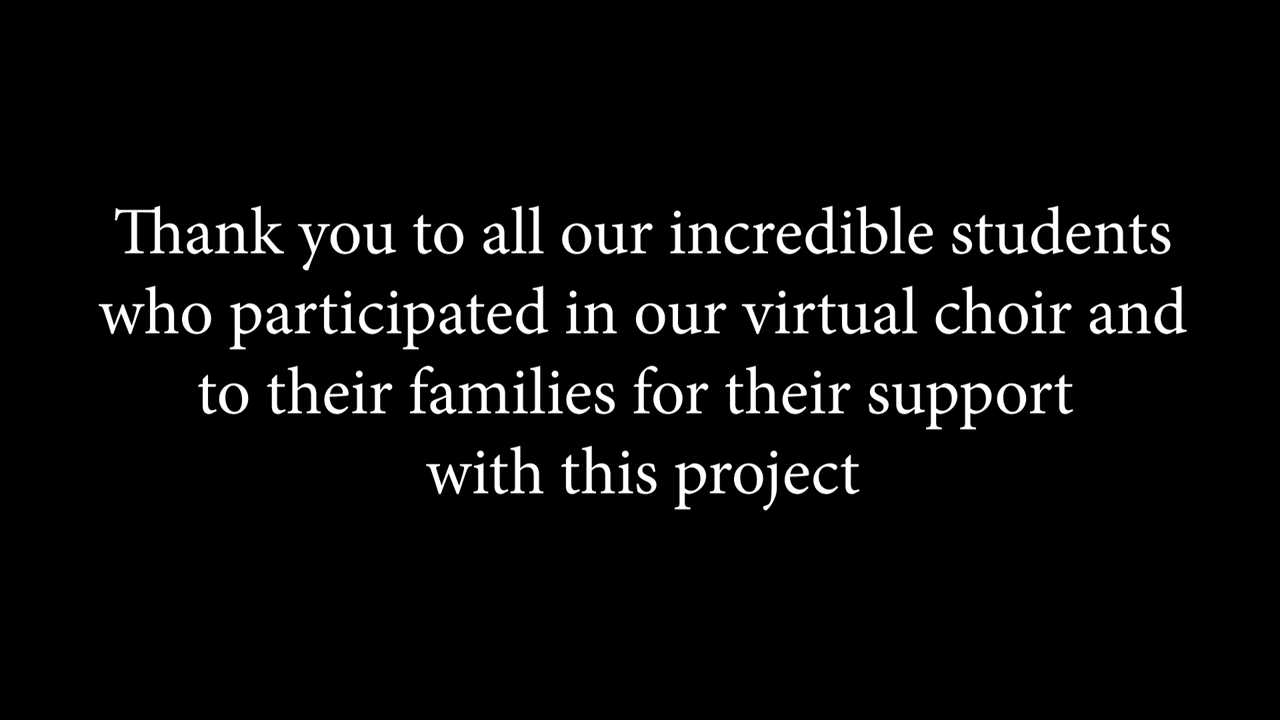 Thank you to all our incredible students
who participated in our virtual choir and
to their families for their support
with this project